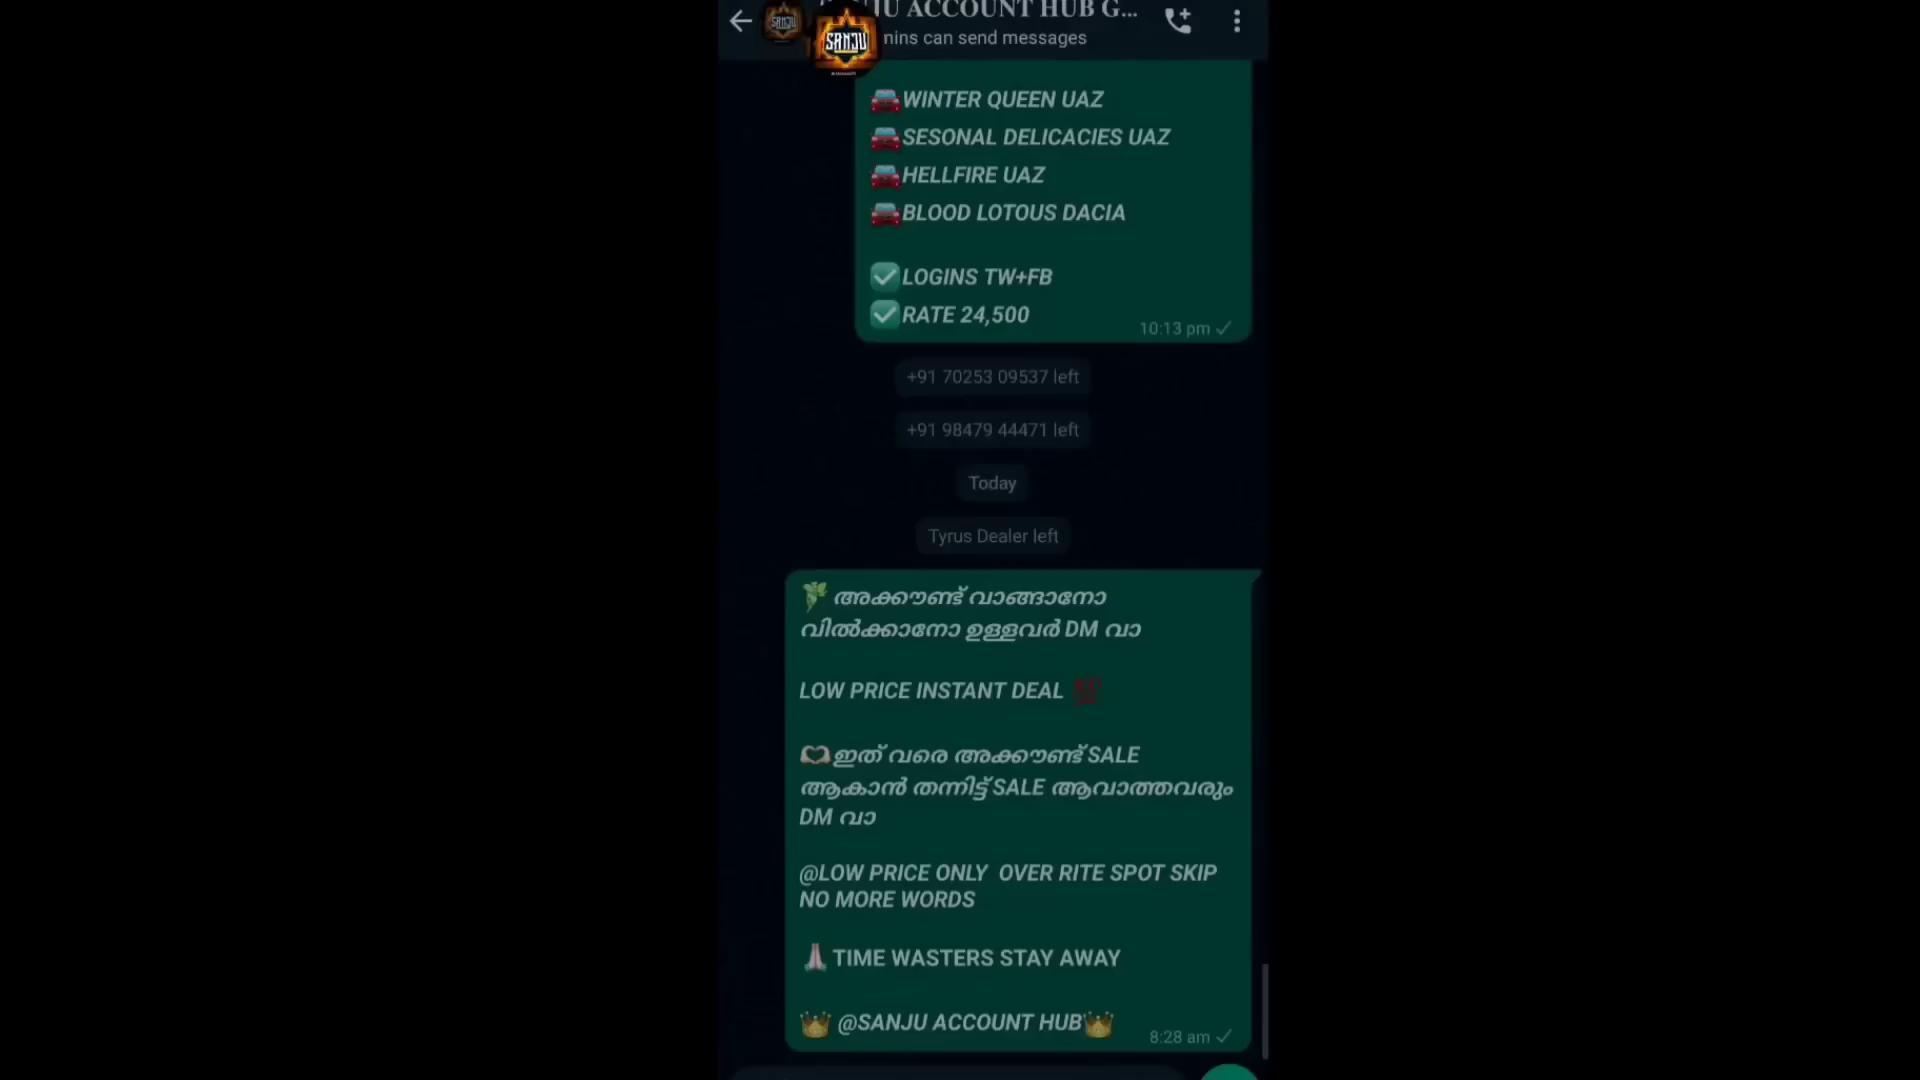 SANJU
U ACCOUNT HUB G...
SANJU
nins can send messages
WINTER QUEEN UAZ
SESONAL DELICACIES UAZ
HELLFIRE UAZ
BLOOD LOTOUS DACIA
LOGINS TW+FB
RATE 24,500
10:13 pm
+91 70253 09537 left
+91 98479 44471 left
Today
Tyrus Dealer left
അക്കൗണ്ട് വാങ്ങാനോ
വിൽക്കാനോ ഉള്ളവർ DM വാ
LOW PRICE INSTANT DEAL 💯
ഇത് വരെ അക്കൗണ്ട് SALE
ആകാൻ തന്നിട്ട് SALE ആവാത്തവരും
DM വാ
@LOW PRICE ONLY OVER RITE SPOT SKIP
NO MORE WORDS
TIME WASTERS STAY AWAY
@SANJU ACCOUNT HUB
8:28 am